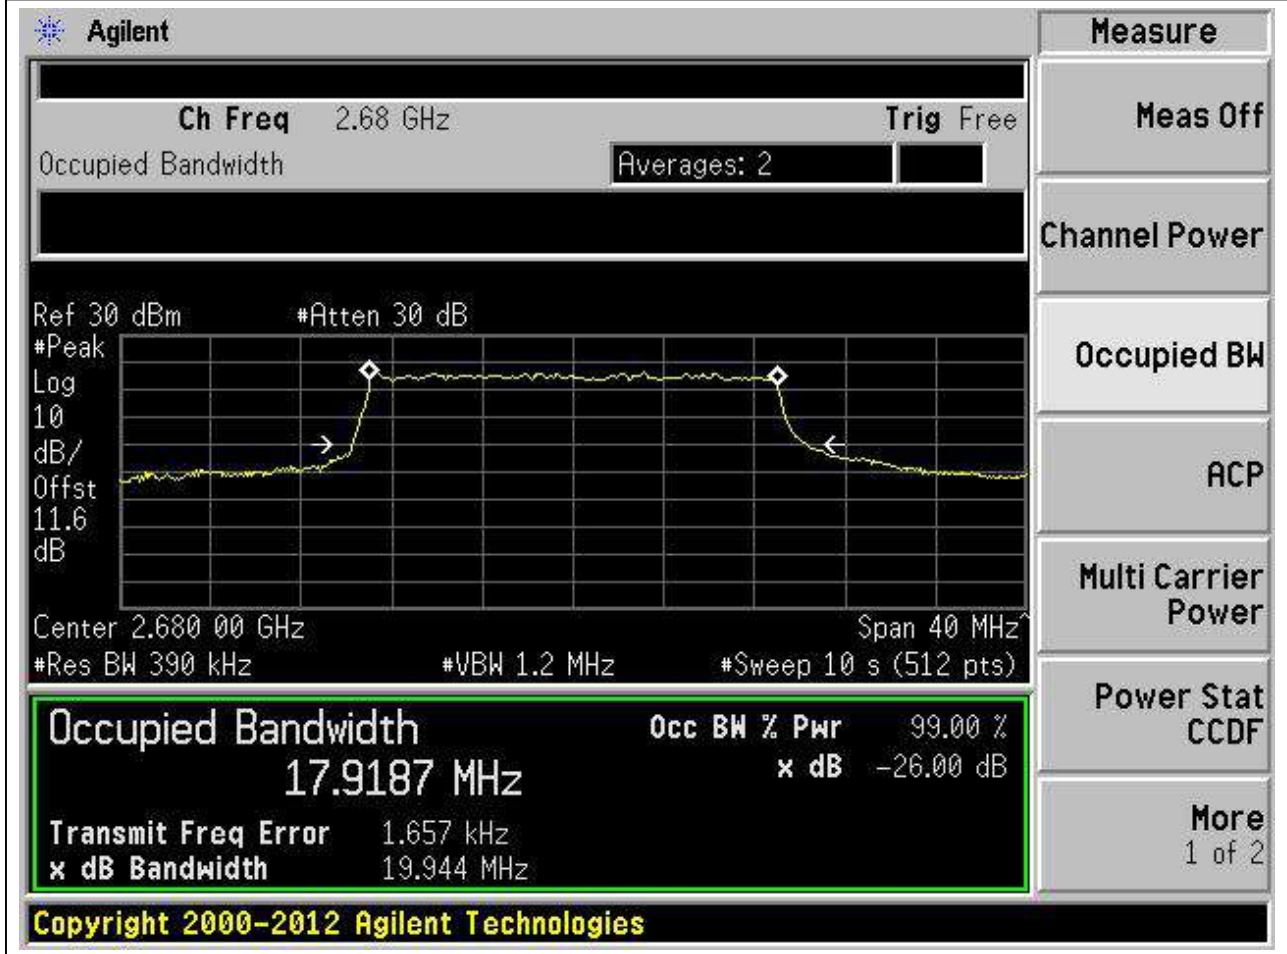 Agilent
Measure
Ch Freq 2.68 GHz Trig Free
Occupied Bandwidth Averages: 2
Ref 30 dBm #Atten 30 dB
#Peak
Log
10
dB/
Offst
11.6
dB
Center 2.680 00 GHz Span 40 MHz^
#Res BW 390 kHz #VBW 1.2 MHz #Sweep 10 s (512 pts)
Occupied Bandwidth
17.9187 MHz
Occ BW % Pwr 99.00 %
x dB -26.00 dB
Transmit Freq Error 1.657 kHz
x dB Bandwidth 19.944 MHz
Copyright 2000-2012 Agilent Technologies
Meas Off
Channel Power
Occupied BW
ACP
Multi Carrier
Power
Power Stat
CCDF
More
1 of 2